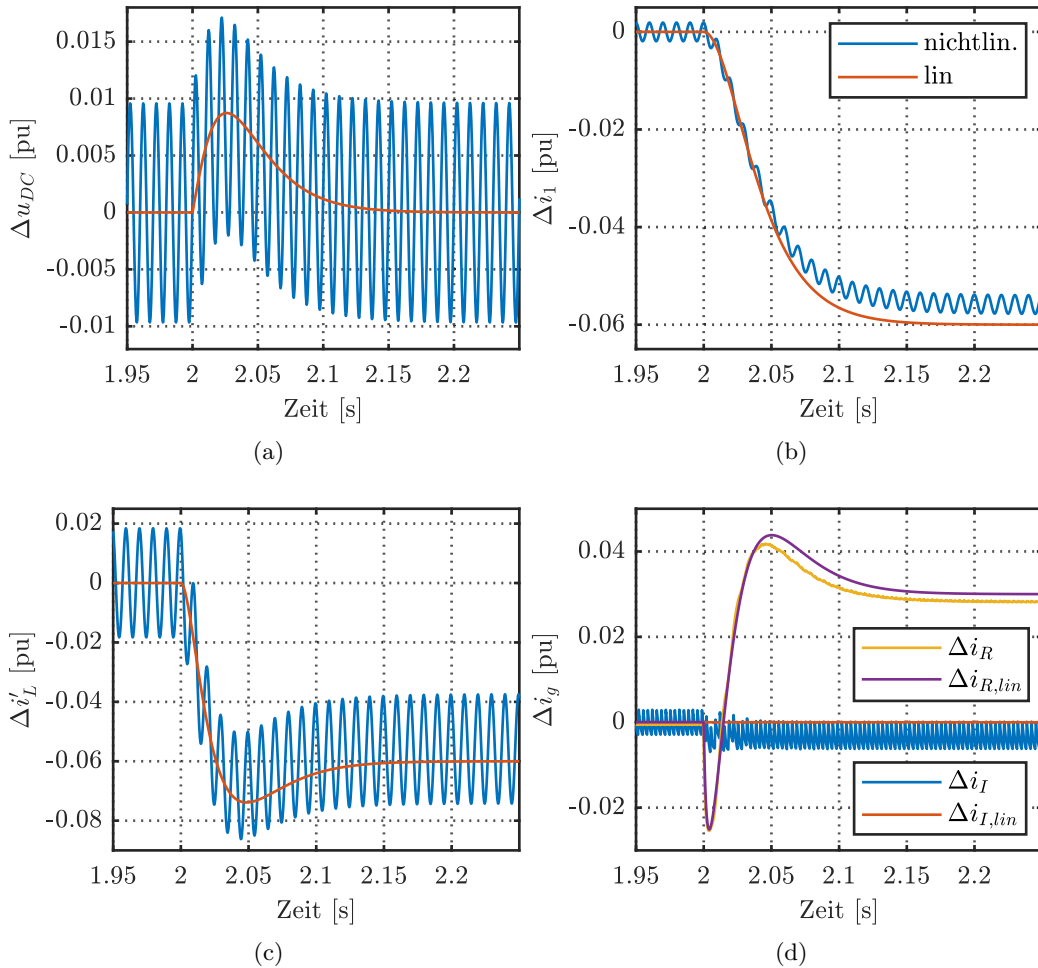 0.015
0.01
0.005
0
-0.005
-0.01
Δu_DC [pu]
1.95 2 2.05 2.1 2.15 2.2
Zeit [s]
(a)
0
-0.02
-0.04
-0.06
Δi_1 [pu]
nichtlin.
lin
1.95 2 2.05 2.1 2.15 2.2
Zeit [s]
(b)
0.02
0
-0.02
-0.04
-0.06
-0.08
Δi'_L [pu]
1.95 2 2.05 2.1 2.15 2.2
Zeit [s]
(c)
0.04
0.02
0
-0.02
Δi_g [pu]
Δi_R
Δi_R,lin
Δi_I
Δi_I,lin
1.95 2 2.05 2.1 2.15 2.2
Zeit [s]
(d)